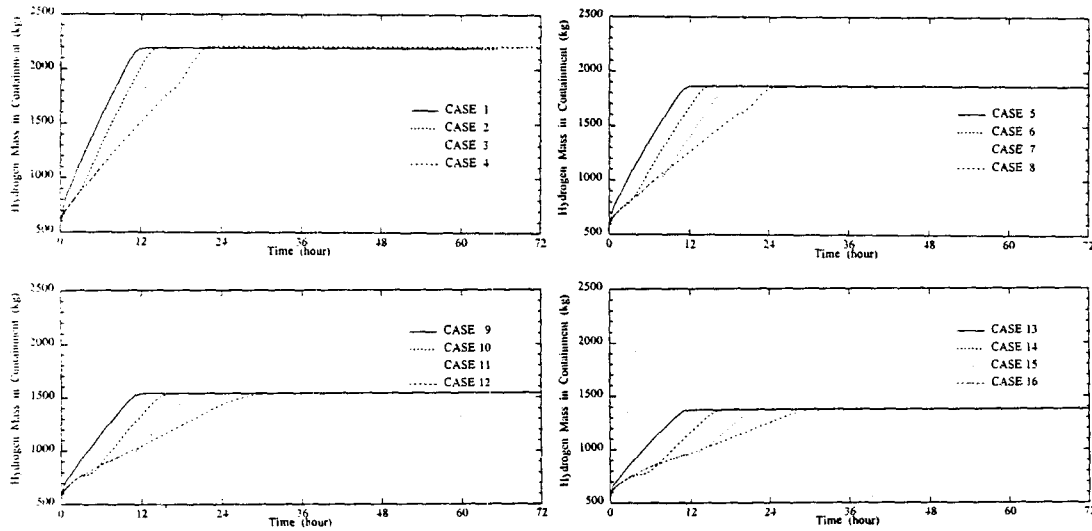 Hydrogen Mass in Containment (kg)
2500
2000
1500
1000
500
0
12
24
36
48
60
72
Time (hour)
CASE 1
CASE 2
CASE 3
CASE 4
Hydrogen Mass in Containment (kg)
2500
2000
1500
1000
500
0
12
24
36
48
60
72
Time (hour)
CASE 5
CASE 6
CASE 7
CASE 8
Hydrogen Mass in Containment (kg)
2500
2000
1500
1000
500
0
12
24
36
48
60
72
Time (hour)
CASE 9
CASE 10
CASE 11
CASE 12
Hydrogen Mass in Containment (kg)
2500
2000
1500
1000
500
0
12
24
36
48
60
72
Time (hour)
CASE 13
CASE 14
CASE 15
CASE 16